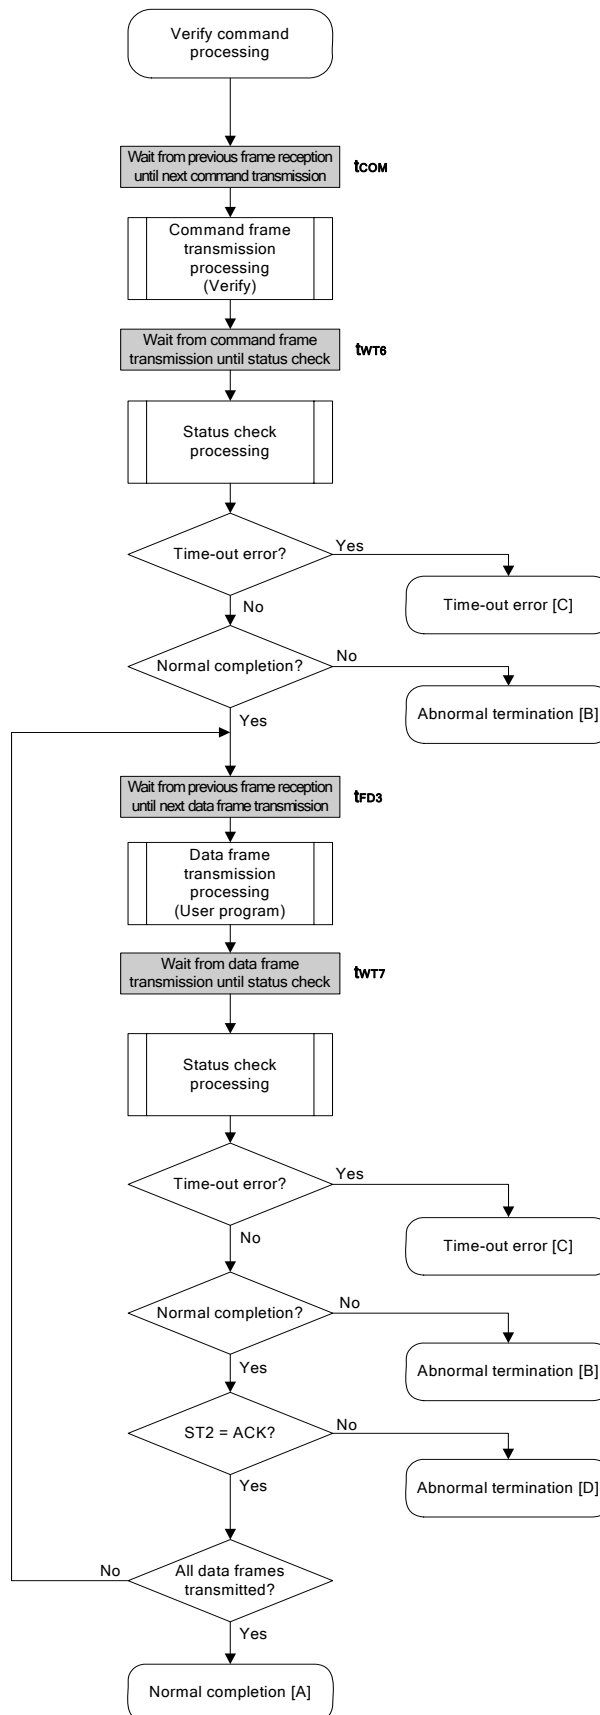 Verify command
processing
Wait from previous frame reception
until next command transmission
tCOM
Command frame
transmission
processing
(Verify)
Wait from command frame
transmission until status check
tWT6
Status check
processing
Time-out error?
Yes
Time-out error [C]
No
Normal completion?
No
Abnormal termination [B]
Yes
Wait from previous frame reception
until next data frame transmission
tFD3
Data frame
transmission
processing
(User program)
Wait from data frame
transmission until status check
tWT7
Status check
processing
Time-out error?
Yes
Time-out error [C]
No
Normal completion?
No
Abnormal termination [B]
Yes
ST2 = ACK?
No
Abnormal termination [D]
Yes
No
All data frames
transmitted?
Yes
Normal completion [A]